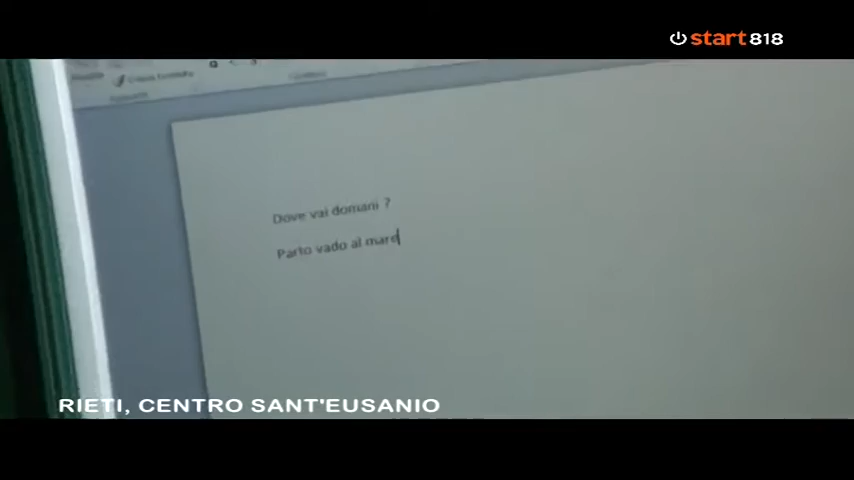 start818
Dove vai domani ?
Parto vado al mare
RIETI, CENTRO SANT'EUSANIO